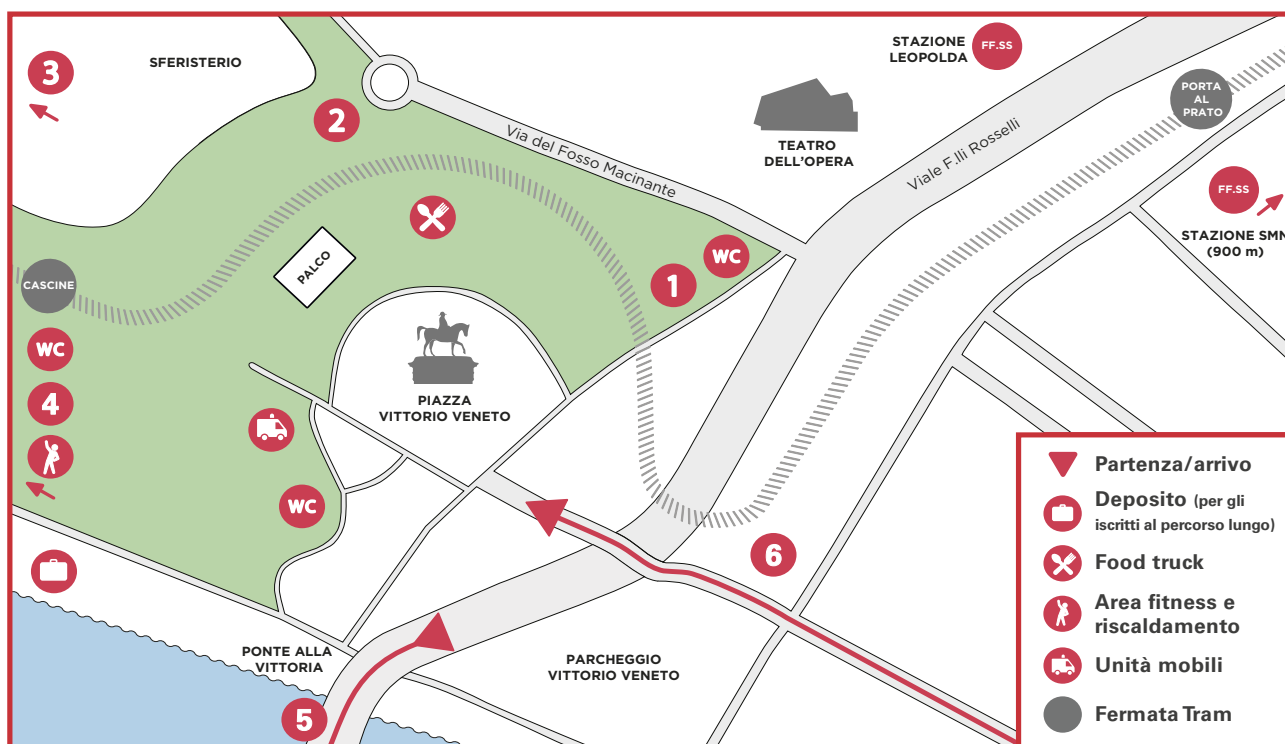 STAZIONE
LEOPOLDA
FF.SS
3
SFERISTERIO
PORTA
AL
PRATO
2
Via del Fosso Macinante
TEATRO
DELL'OPERA
Viale F.lli Rosselli
FF.SS
STAZIONE SMN
(900 m)
WC
1
PALCO
CASCINE
WC
4
PIAZZA
VITTORIO VENETO
WC
6
PONTE ALLA
VITTORIA
PARCHEGGIO
VITTORIO VENETO
5
Partenza/arrivo
Deposito (per gli
iscritti al percorso lungo)
Food truck
Area fitness e
riscaldamento
Unità mobili
Fermata Tram